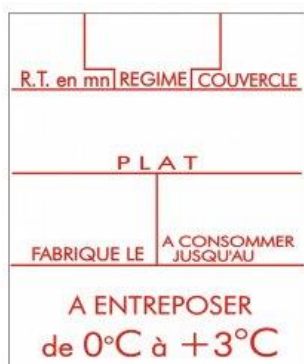 R.T. en mn REGIME COUVERCLE
PLAT
FABRIQUE LE A CONSOMMER JUSQU'AU
A ENTREPOSER
de 0°C à +3°C